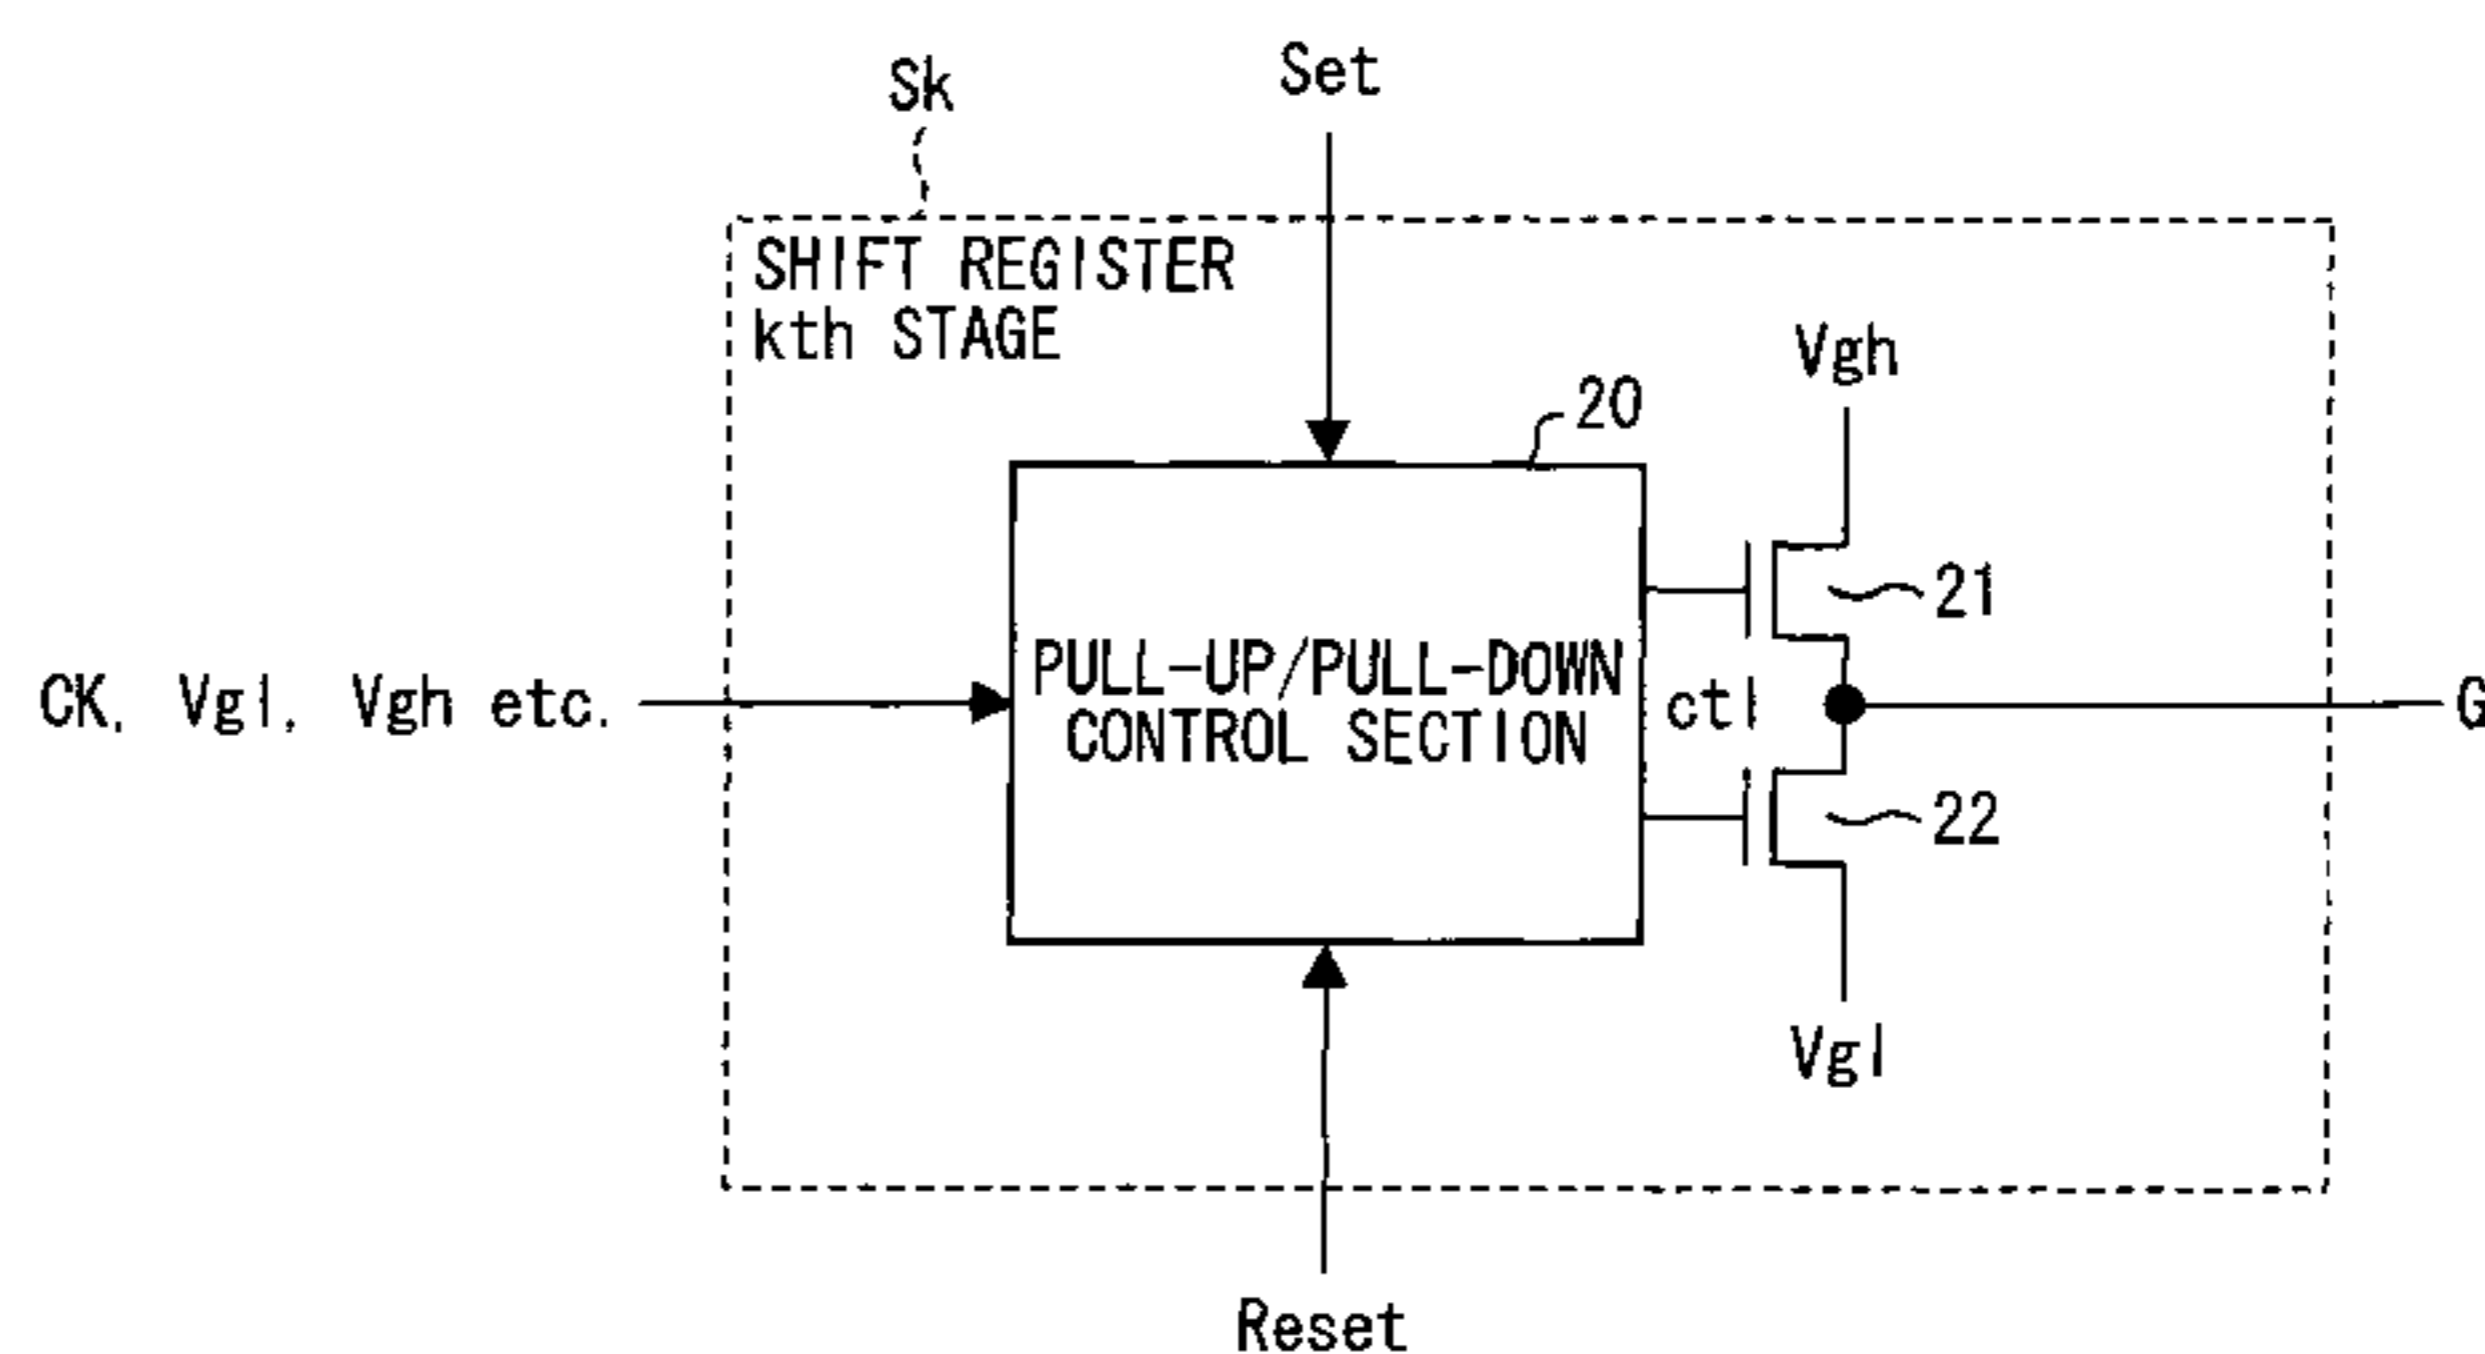 Sk
Set
SHIFT REGISTER
kth STAGE
Vgh
20
21
PULL-UP/PULL-DOWN
CONTROL SECTION
ctl
CK, Vgl, Vgh etc.
G
22
Vgl
Reset